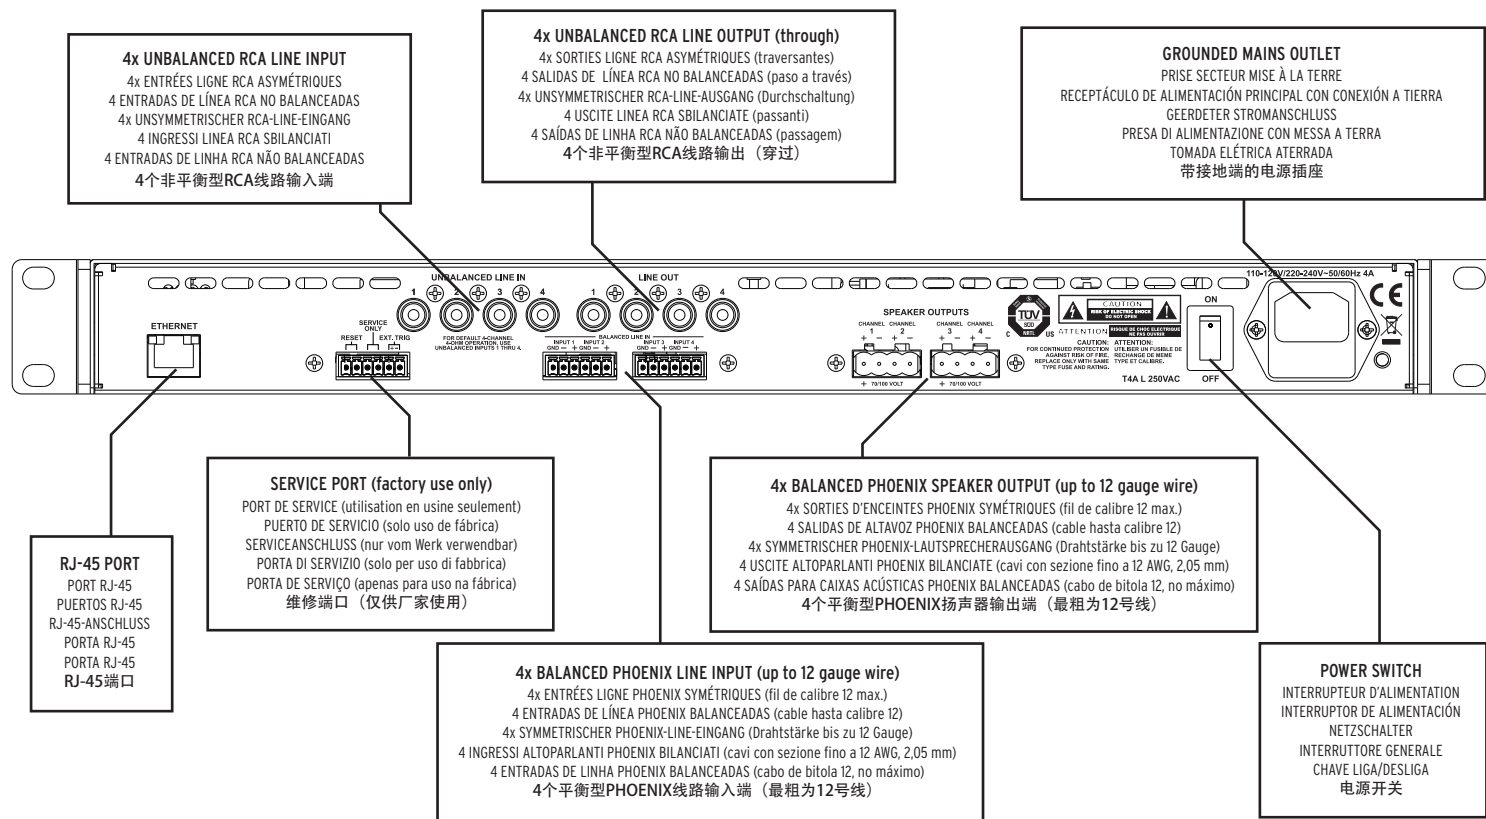 4x UNBALANCED RCA LINE INPUT
4x ENTRÉES LIGNE RCA ASYMÉTRIQUES
4 ENTRADAS DE LÍNEA RCA NO BALANCEADAS
4x UNSYMMETRISCHER RCA-LINE-EINGANG
4 INGRESSI LINEA RCA SBILANCIATI
4 ENTRADAS DE LINHA RCA NÃO BALANCEADAS
4个非平衡型RCA线路输入端
4x UNBALANCED RCA LINE OUTPUT (through)
4x SORTIES LIGNE RCA ASYMÉTRIQUES (traversantes)
4 SALIDAS DE LÍNEA RCA NO BALANCEADAS (paso a través)
4x UNSYMMETRISCHER RCA-LINE-AUSGANG (Durchschaltung)
4 USCITE LINEA RCA SBILANCIATE (passanti)
4 SAÍDAS DE LINHA RCA NÃO BALANCEADAS (passagem)
4个非平衡型RCA线路输出（穿过）
GROUNDED MAINS OUTLET
PRISE SECTEUR MISE À LA TERRE
RECEPTÁCULO DE ALIMENTACIÓN PRINCIPAL CON CONEXIÓN A TIERRA
GEERDETER STROMANSCHLUSS
PRESA DI ALIMENTAZIONE CON MESSA A TERRA
TOMADA ELÉTRICA ATERRADA
带接地端的电源插座
UNBALANCED LINE IN
1 2 3 4
LINE OUT
1 2 3 4
110-120V/220-240V~50/60Hz 4A
ETHERNET
SERVICE
ONLY
RESET
EXT. TRIG
FOR DEFAULT 4-CHANNEL
4-OHM OPERATION, USE
UNBALANCED INPUTS 1 THRU 4.
BALANCED LINE IN
INPUT 1 INPUT 2 INPUT 3 INPUT 4
GND − + GND − + GND − + GND − +
SPEAKER OUTPUTS
CHANNEL CHANNEL CHANNEL CHANNEL
1 2 3 4
+ − + − + − + −
+ 70/100 VOLT
+ 70/100 VOLT
TÜV
SÜD
NRTL
C US
CAUTION
RISK OF ELECTRIC SHOCK
DO NOT OPEN
ATTENTION
RISQUE DE CHOC ELECTRIQUE
NE PAS OUVRIR
CAUTION:
FOR CONTINUED PROTECTION
AGAINST RISK OF FIRE,
REPLACE ONLY WITH SAME
TYPE FUSE AND RATING.
ATTENTION:
UTILISER UN FUSIBLE DE
RECHANGE DE MEME
TYPE ET CALIBRE.
T4A L 250VAC
ON
OFF
CE
RJ-45 PORT
PORT RJ-45
PUERTOS RJ-45
RJ-45-ANSCHLUSS
PORTA RJ-45
PORTA RJ-45
RJ-45端口
SERVICE PORT (factory use only)
PORT DE SERVICE (utilisation en usine seulement)
PUERTO DE SERVICIO (solo uso de fábrica)
SERVICEANSCHLUSS (nur vom Werk verwendbar)
PORTA DI SERVIZIO (solo per uso di fabbrica)
PORTA DE SERVIÇO (apenas para uso na fábrica)
维修端口（仅供厂家使用）
4x BALANCED PHOENIX LINE INPUT (up to 12 gauge wire)
4x ENTRÉES LIGNE PHOENIX SYMÉTRIQUES (fil de calibre 12 max.)
4 ENTRADAS DE LÍNEA PHOENIX BALANCEADAS (cable hasta calibre 12)
4x SYMMETRISCHER PHOENIX-LINE-EINGANG (Drahtstärke bis zu 12 Gauge)
4 INGRESSI ALTOPARLANTI PHOENIX BILANCIATI (cavi con sezione fino a 12 AWG, 2,05 mm)
4 ENTRADAS DE LINHA PHOENIX BALANCEADAS (cabo de bitola 12, no máximo)
4个平衡型PHOENIX线路输入端（最粗为12号线）
4x BALANCED PHOENIX SPEAKER OUTPUT (up to 12 gauge wire)
4x SORTIES D'ENCEINTES PHOENIX SYMÉTRIQUES (fil de calibre 12 max.)
4 SALIDAS DE ALTAVOZ PHOENIX BALANCEADAS (cable hasta calibre 12)
4x SYMMETRISCHER PHOENIX-LAUTSPRECHERAUSGANG (Drahtstärke bis zu 12 Gauge)
4 USCITE ALTOPARLANTI PHOENIX BILANCIATE (cavi con sezione fino a 12 AWG, 2,05 mm)
4 SAÍDAS PARA CAIXAS ACÚSTICAS PHOENIX BALANCEADAS (cabo de bitola 12, no máximo)
4个平衡型PHOENIX扬声器输出端（最粗为12号线）
POWER SWITCH
INTERRUPTEUR D'ALIMENTATION
INTERRUPTOR DE ALIMENTACIÓN
NETZSCHALTER
INTERRUTTORE GENERALE
CHAVE LIGA/DESLIGA
电源开关